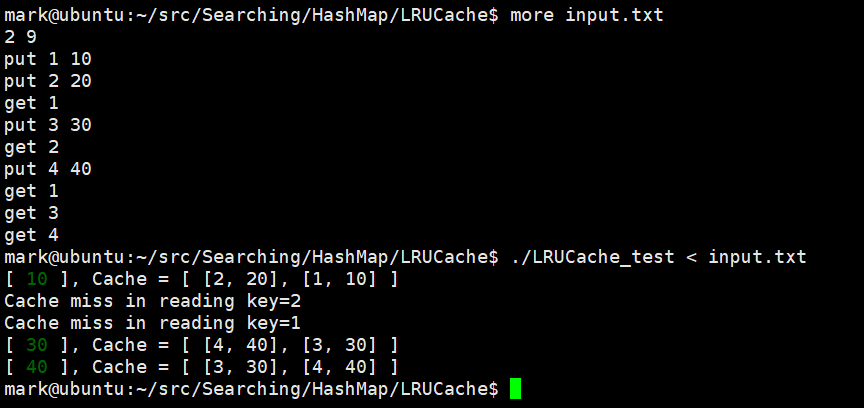 mark@ubuntu:~/src/Searching/HashMap/LRUCache$ more input.txt
2 9
put 1 10
put 2 20
get 1
put 3 30
get 2
put 4 40
get 1
get 3
get 4
mark@ubuntu:~/src/Searching/HashMap/LRUCache$ ./LRUCache_test < input.txt
[ 10 ], Cache = [ [2, 20], [1, 10] ]
Cache miss in reading key=2
Cache miss in reading key=1
[ 30 ], Cache = [ [4, 40], [3, 30] ]
[ 40 ], Cache = [ [3, 30], [4, 40] ]
mark@ubuntu:~/src/Searching/HashMap/LRUCache$